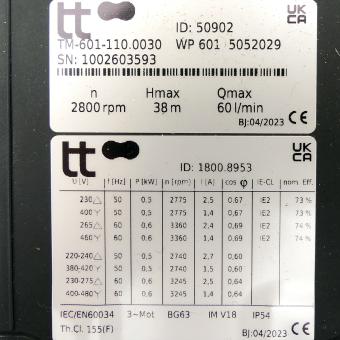 tt
ID: 50902
UK CA
TM-601-110.0030 WP 601 5052029
SN: 1002603593
n Hmax Qmax
2800 rpm 38 m 60 l/min
BJ:04/2023 CE
tt
ID: 1800.8953
UK CA
U [V] f [Hz] P [kW] n [rpm] I [A] cos φ IE-CL nom. Eff.
230 △ 50 0,5 2775 2,5 0,67 IE2 73 %
400 Y 50 0,5 2775 1,4 0,67 IE2 73 %
265 △ 60 0,6 3360 2,4 0,69 IE2 74 %
460 Y 60 0,6 3360 1,4 0,69 IE2 74 %
220-240 △ 50 0,5 2740 2,7 0,60
380-420 Y 50 0,5 2740 1,5 0,60
230-275 △ 60 0,6 3245 2,5 0,64
400-480 Y 60 0,6 3245 1,4 0,64
IEC/EN60034 3~Mot BG63 IM V18 IP54
Th.Cl. 155(F) BJ:04/2023 CE